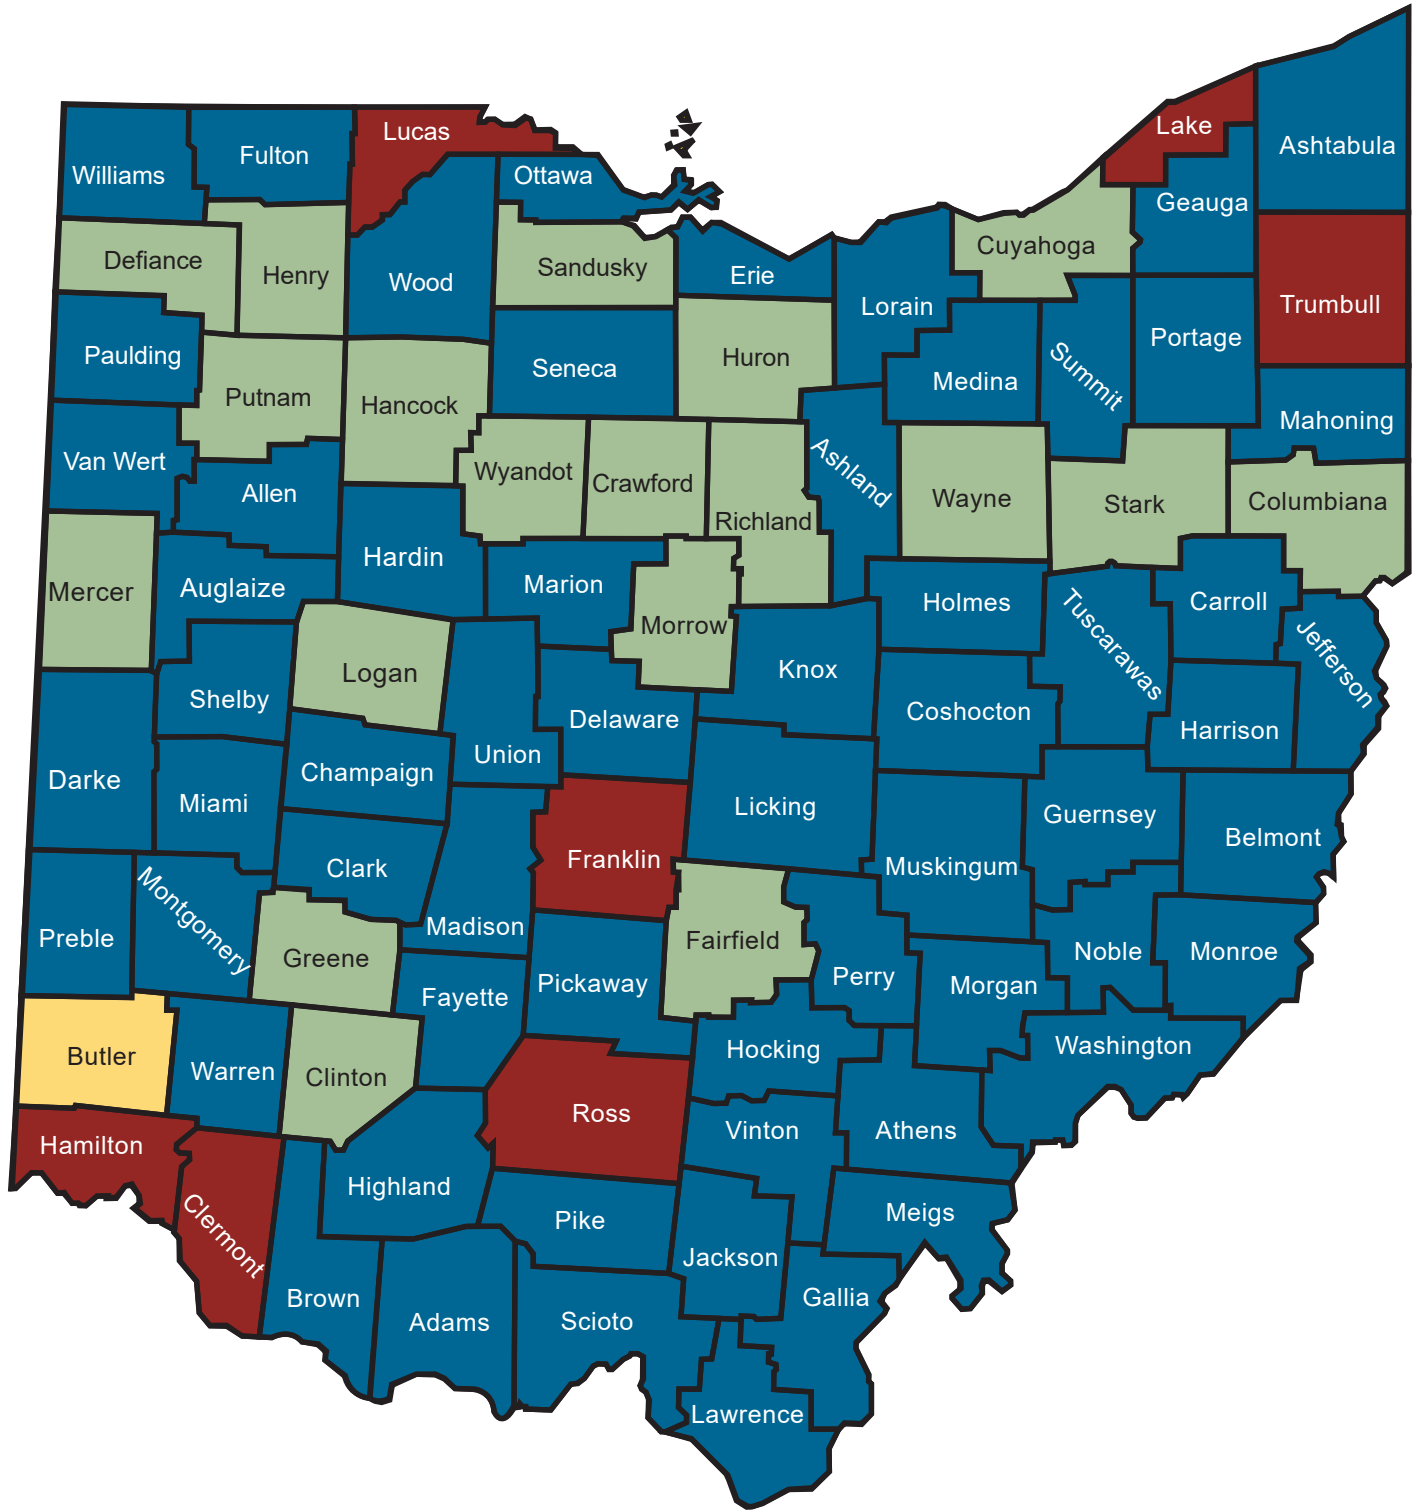 Lucas
Lake
Ashtabula
Fulton
Williams
Ottawa
Geauga
Cuyahoga
Defiance
Henry
Sandusky
Erie
Wood
Lorain
Trumbull
Portage
Paulding
Huron
Seneca
Summit
Medina
Putnam
Hancock
Mahoning
Van Wert
Wyandot
Crawford
Ashland
Allen
Wayne
Stark
Columbiana
Richland
Hardin
Mercer
Auglaize
Marion
Holmes
Carroll
Morrow
Tuscarawas
Jefferson
Logan
Knox
Shelby
Delaware
Coshocton
Harrison
Union
Darke
Champaign
Miami
Licking
Guernsey
Belmont
Franklin
Clark
Muskingum
Montgomery
Madison
Preble
Greene
Fairfield
Noble
Monroe
Perry
Morgan
Pickaway
Fayette
Butler
Hocking
Washington
Warren
Clinton
Ross
Hamilton
Vinton
Athens
Highland
Clermont
Pike
Meigs
Jackson
Brown
Gallia
Adams
Scioto
Lawrence